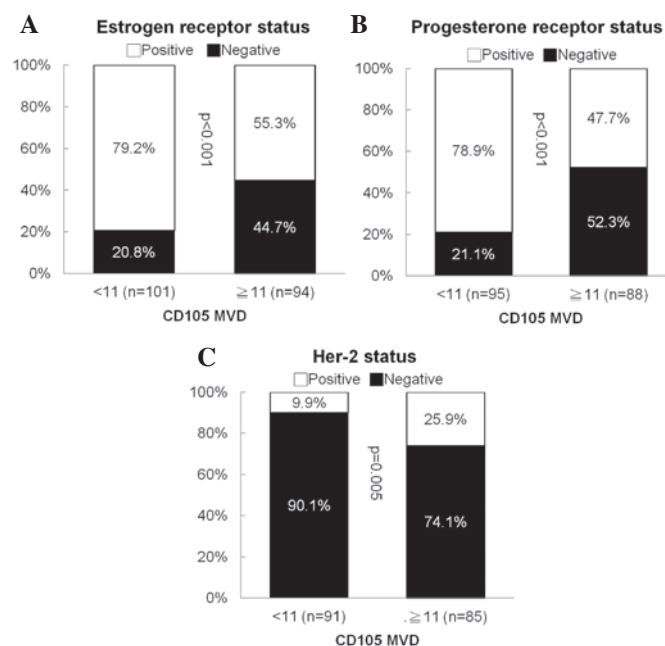 A
Estrogen receptor status
Positive Negative
100%
80%
60%
40%
20%
0%
79.2%
20.8%
p<0.001
55.3%
44.7%
<11 (n=101)
≧11 (n=94)
CD105 MVD
B
Progesterone receptor status
Positive Negative
100%
80%
60%
40%
20%
0%
78.9%
21.1%
p<0.001
47.7%
52.3%
<11 (n=95)
≧11 (n=88)
CD105 MVD
C
Her-2 status
Positive Negative
100%
80%
60%
40%
20%
0%
9.9%
90.1%
p=0.005
25.9%
74.1%
<11 (n=91)
.≧11 (n=85)
CD105 MVD